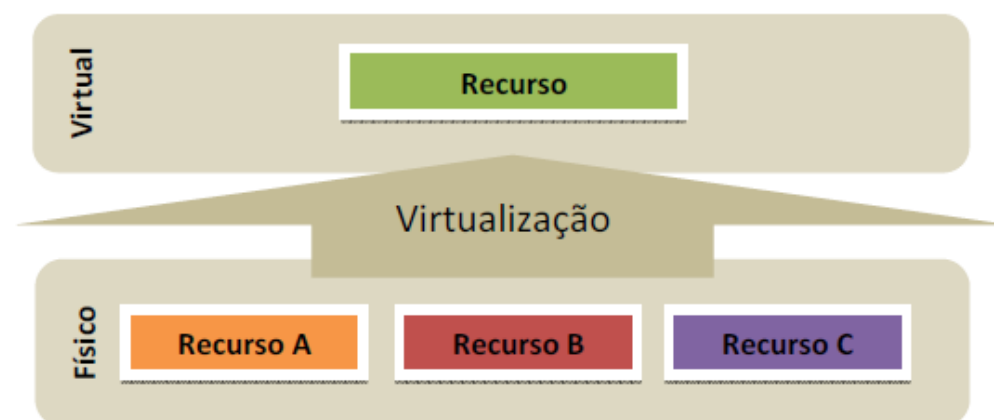 Virtual
Recurso
Virtualização
Físico
Recurso A
Recurso B
Recurso C